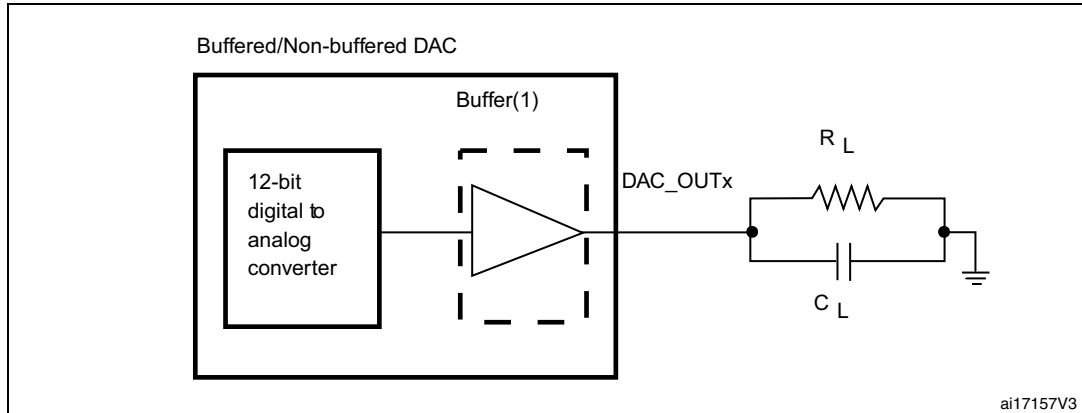 Buffered/Non-buffered DAC
Buffer(1)
12-bit
digital to
analog
converter
DAC_OUTx
R L
C L
ai17157V3